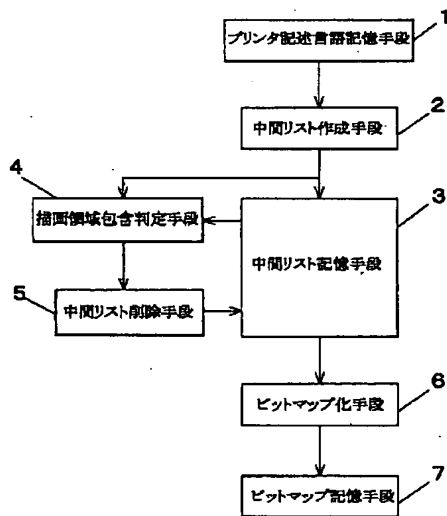 1
プリンタ記述言語記憶手段
2
中間リスト作成手段
4
描画領域包含判定手段
3
中間リスト記憶手段
5
中間リスト削除手段
6
ビットマップ化手段
7
ビットマップ記憶手段